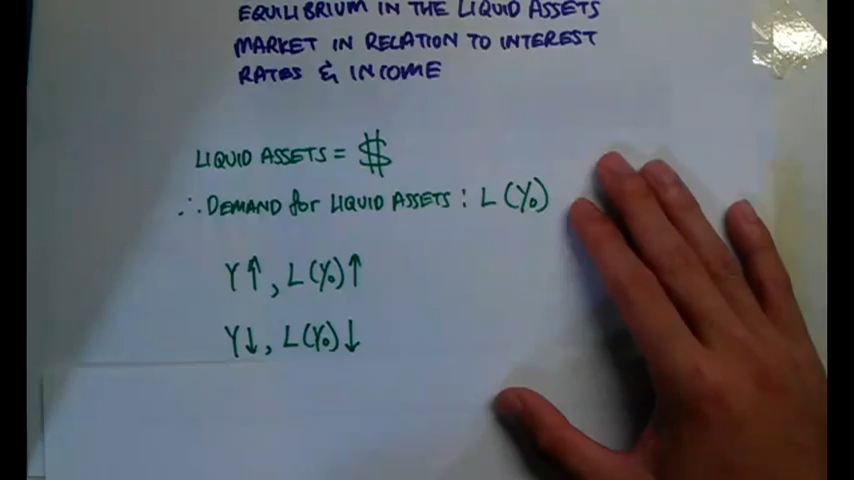 EQUILIBRIUM IN THE LIQUID ASSETS
MARKET IN RELATION TO INTEREST
RATES & INCOME
LIQUID ASSETS = $
∴ DEMAND for LIQUID ASSETS : L(Y₀)
Y↑, L(Y₀)↑
Y↓, L(Y₀)↓